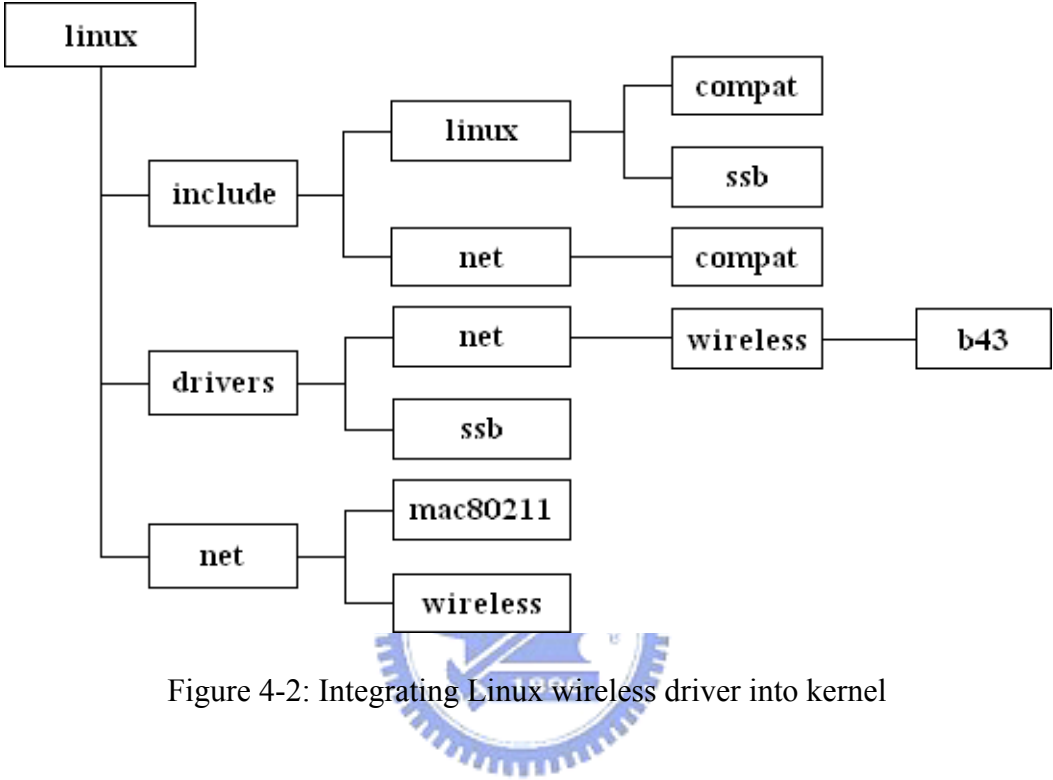 linux
compat
linux
ssb
include
net
compat
net
wireless
b43
drivers
ssb
mac80211
net
wireless
1896
Figure 4-2: Integrating Linux wireless driver into kernel